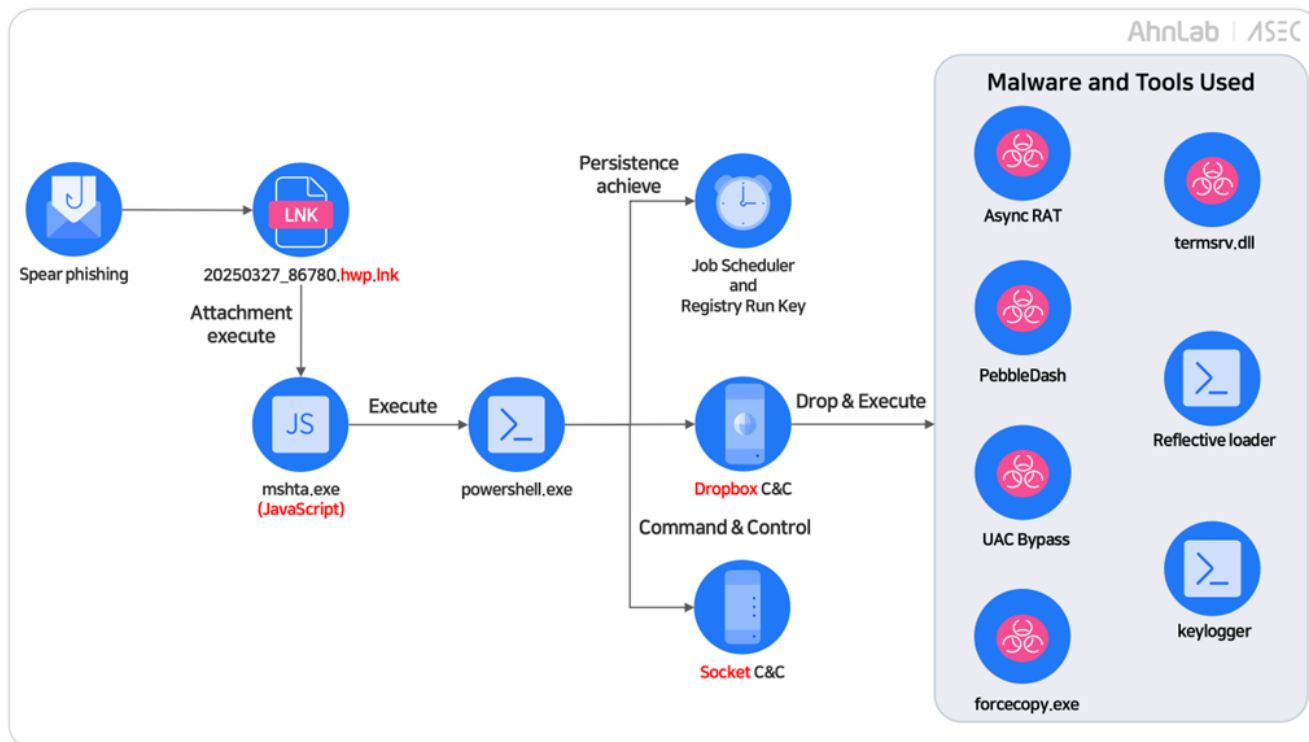 AhnLab | ASEC
Malware and Tools Used
Spear phishing
LNK
20250327_86780.hwp.lnk
Attachment
execute
JS
mshta.exe
(JavaScript)
Execute
powershell.exe
Persistence
achieve
Job Scheduler
and
Registry Run Key
Dropbox C&C
Drop & Execute
Command & Control
Socket C&C
Async RAT
termsrv.dll
PebbleDash
Reflective loader
UAC Bypass
keylogger
forcecopy.exe